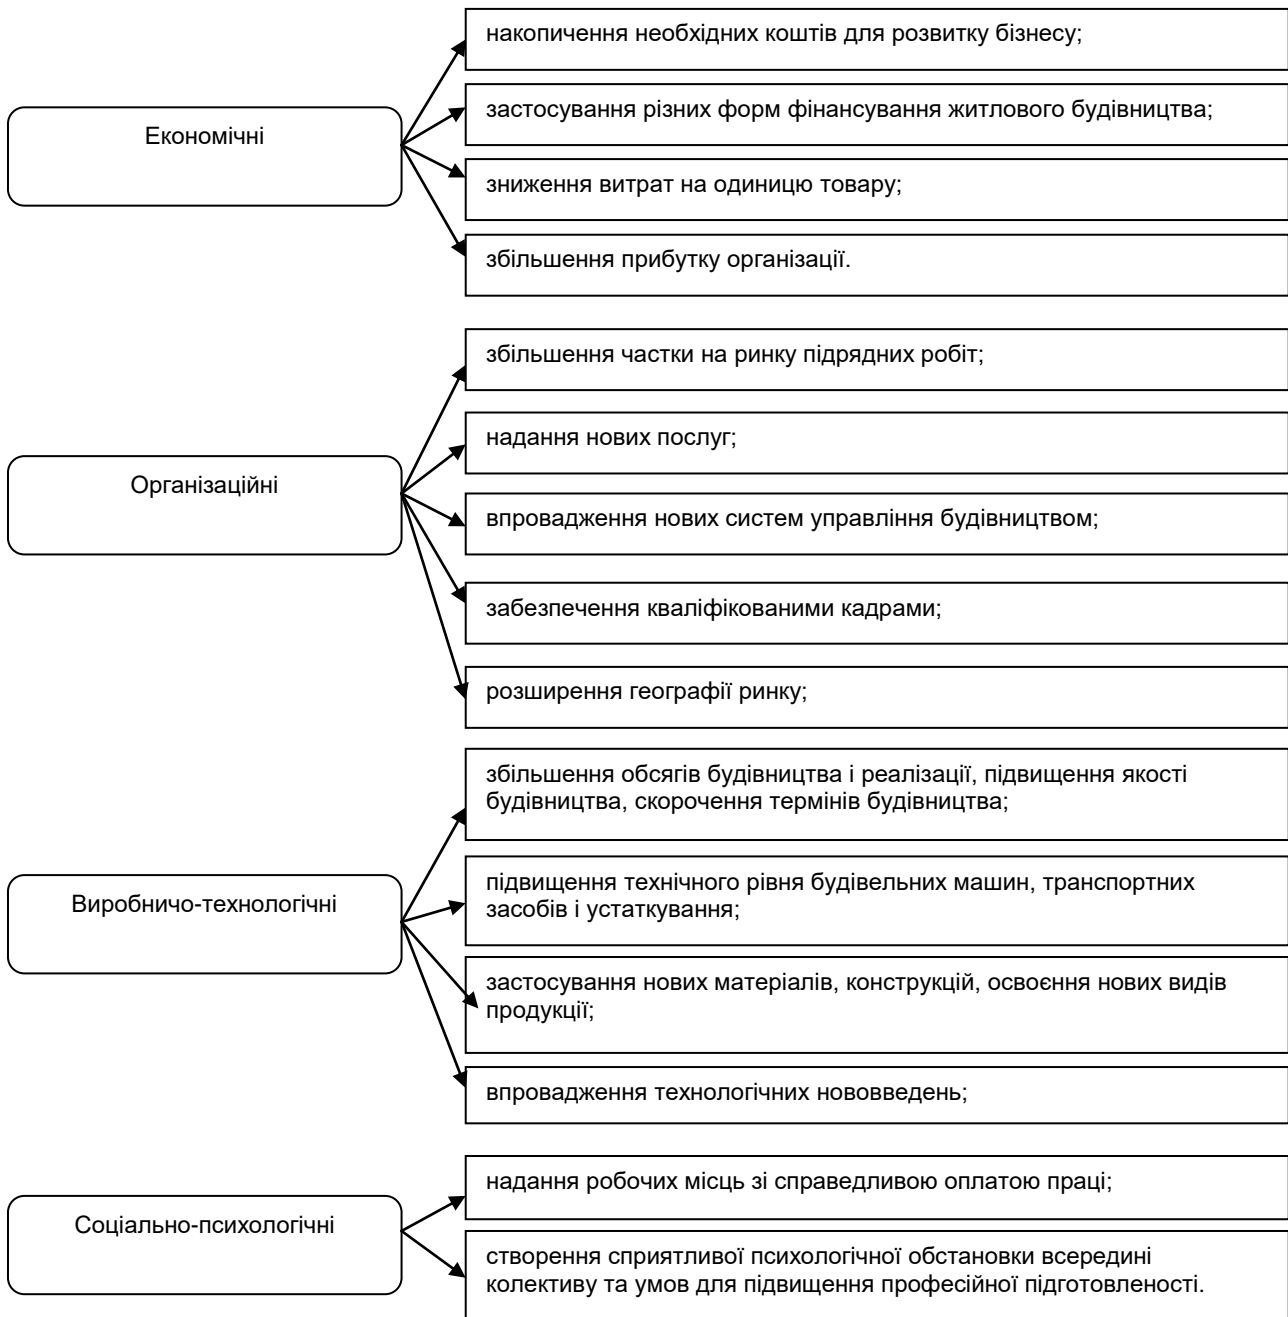 Економічні
накопичення необхідних коштів для розвитку бізнесу;
застосування різних форм фінансування житлового будівництва;
зниження витрат на одиницю товару;
збільшення прибутку організації.
Організаційні
збільшення частки на ринку підрядних робіт;
надання нових послуг;
впровадження нових систем управління будівництвом;
забезпечення кваліфікованими кадрами;
розширення географії ринку;
Виробничо-технологічні
збільшення обсягів будівництва і реалізації, підвищення якості
будівництва, скорочення термінів будівництва;
підвищення технічного рівня будівельних машин, транспортних
засобів і устаткування;
застосування нових матеріалів, конструкцій, освоєння нових видів
продукції;
впровадження технологічних нововведень;
Соціально-психологічні
надання робочих місць зі справедливою оплатою праці;
створення сприятливої психологічної обстановки всередині
колективу та умов для підвищення професійної підготовленості.